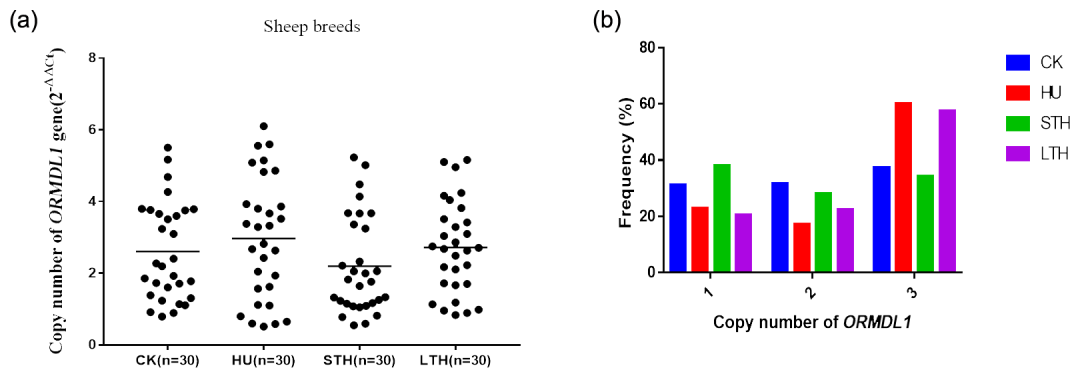 (a)
Sheep breeds
Copy number of ORMDL1 gene(2-ΔΔCt)
8
6
4
2
0
CK(n=30) HU(n=30) STH(n=30) LTH(n=30)
(b)
Frequency (%)
80
60
40
20
0
1 2 3
Copy number of ORMDL1
CK
HU
STH
LTH